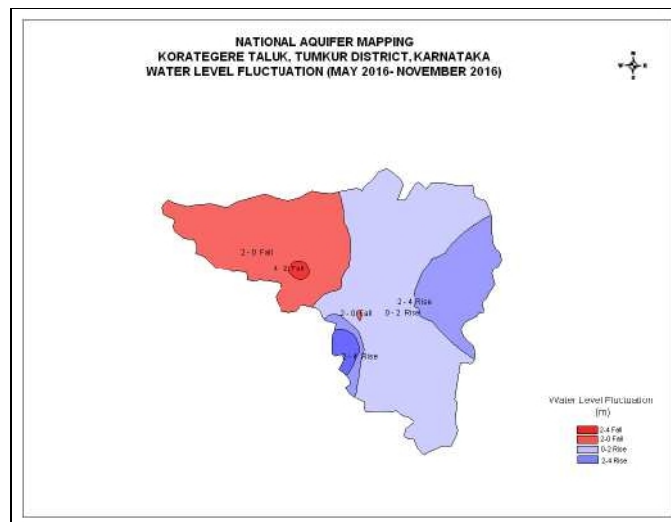 NATIONAL AQUIFER MAPPING
KORATEGERE TALUK, TUMKUR DISTRICT, KARNATAKA
WATER LEVEL FLUCTUATION (MAY 2016- NOVEMBER 2016)
N
W E
S
2 - 0 Fall
4 - 2 Fall
2 - 4 Rise
2 - 0 Fall
0 - 2 Rise
2 - 4 Rise
Water Level Fluctuation
(m)
2-4 Fall
2-0 Fall
0-2 Rise
2-4 Rise